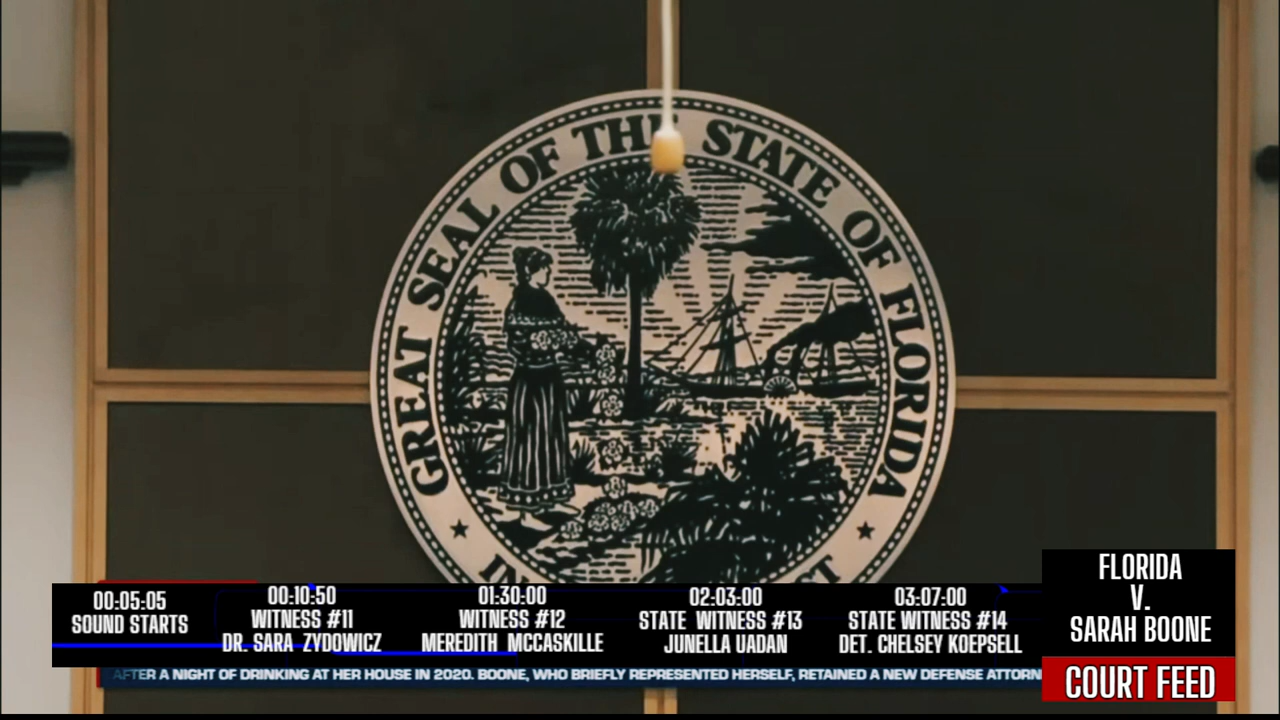 GREAT SEAL OF THE STATE OF FLORIDA
00:05:05
SOUND STARTS
00:10:50
WITNESS #11
DR. SARA ZYDOWICZ
01:30:00
WITNESS #12
MEREDITH MCCASKILLE
02:03:00
STATE WITNESS #13
JUNELLA UADAN
03:07:00
STATE WITNESS #14
DET. CHELSEY KOEPSELL
FLORIDA
V.
SARAH BOONE
COURT FEED
AFTER A NIGHT OF DRINKING AT HER HOUSE IN 2020. BOONE, WHO BRIEFLY REPRESENTED HERSELF, RETAINED A NEW DEFENSE ATTORN